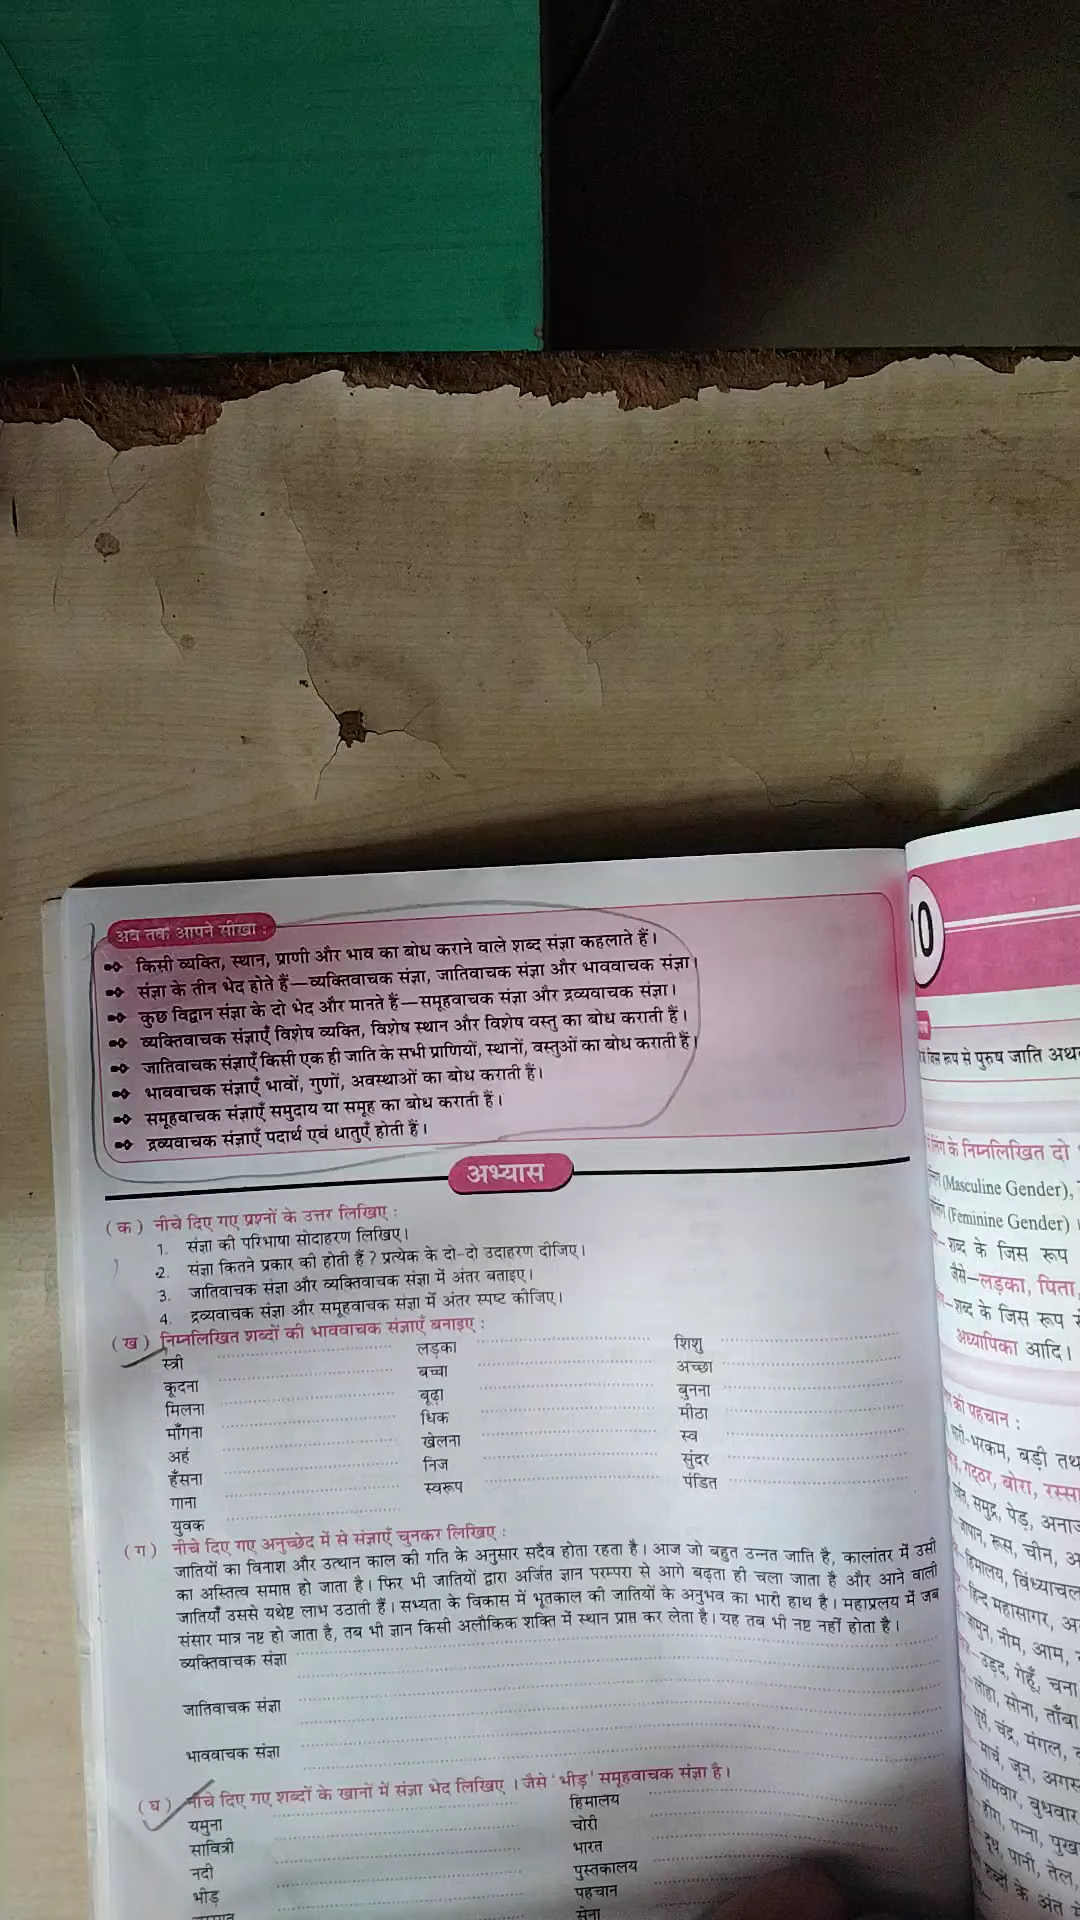 अब तक आपने सीखा :
किसी व्यक्ति, स्थान, प्राणी और भाव का बोध कराने वाले शब्द संज्ञा कहलाते हैं।
संज्ञा के तीन भेद होते हैं—व्यक्तिवाचक संज्ञा, जातिवाचक संज्ञा और भाववाचक संज्ञा।
कुछ विद्वान संज्ञा के दो भेद और मानते हैं—समूहवाचक संज्ञा और द्रव्यवाचक संज्ञा।
व्यक्तिवाचक संज्ञाएँ विशेष व्यक्ति, विशेष स्थान और विशेष वस्तु का बोध कराती हैं।
जातिवाचक संज्ञाएँ किसी एक ही जाति के सभी प्राणियों, स्थानों, वस्तुओं का बोध कराती हैं।
भाववाचक संज्ञाएँ भावों, गुणों, अवस्थाओं का बोध कराती हैं।
समूहवाचक संज्ञाएँ समुदाय या समूह का बोध कराती हैं।
द्रव्यवाचक संज्ञाएँ पदार्थ एवं धातुएँ होती हैं।
अभ्यास
(क) नीचे दिए गए प्रश्नों के उत्तर लिखिए :
1. संज्ञा की परिभाषा सोदाहरण लिखिए।
2. संज्ञा कितने प्रकार की होती हैं ? प्रत्येक के दो-दो उदाहरण दीजिए।
3. जातिवाचक संज्ञा और व्यक्तिवाचक संज्ञा में अंतर बताइए।
4. द्रव्यवाचक संज्ञा और समूहवाचक संज्ञा में अंतर स्पष्ट कीजिए।
(ख) निम्नलिखित शब्दों की भाववाचक संज्ञाएँ बनाइए :
स्त्री लड़का शिशु
कूदना बच्चा अच्छा
मिलना बूढ़ा बुनना
माँगना धिक मीठा
अहं खेलना स्व
हँसना निज सुंदर
गाना स्वरूप पंडित
युवक
(ग) नीचे दिए गए अनुच्छेद में से संज्ञाएँ चुनकर लिखिए :
जातियों का विनाश और उत्थान काल की गति के अनुसार सदैव होता रहता है। आज जो बहुत उन्नत जाति है, कालांतर में उसी
का अस्तित्व समाप्त हो जाता है। फिर भी जातियों द्वारा अर्जित ज्ञान परम्परा से आगे बढ़ता ही चला जाता है और आने वाली
जातियाँ उससे यथेष्ट लाभ उठाती हैं। सभ्यता के विकास में भूतकाल की जातियों के अनुभव का भारी हाथ है। महाप्रलय में जब
संसार मात्र नष्ट हो जाता है, तब भी ज्ञान किसी अलौकिक शक्ति में स्थान प्राप्त कर लेता है। यह तब भी नष्ट नहीं होता है।
व्यक्तिवाचक संज्ञा
जातिवाचक संज्ञा
भाववाचक संज्ञा
(घ) नीचे दिए गए शब्दों के खानों में संज्ञा भेद लिखिए । जैसे 'भीड़' समूहवाचक संज्ञा है।
यमुना हिमालय
सावित्री चोरी
नदी भारत
भीड़ पुस्तकालय
पहचान
सेना
10
रूप से पुरुष जाति
लिंग के निम्नलिखित दो
(Masculine Gender),
(Feminine Gender)
शब्द के जिस रूप
जैसे—लड़का, पिता,
शब्द के जिस रूप
अध्यापिका आदि।
की पहचान :
भारी-भरकम, बड़ी
गट्ठर, बोरा, रस्सा
समुद्र, पेड़, अनाज
जापान, रूस, चीन,
हिमालय, विंध्याचल
हिन्द महासागर,
जामुन, नीम, आम,
उड़द, गेहूँ, चना
लोहा, सोना, ताँबा
सूर्य, चंद्र, मंगल,
मार्च, जून,
सोमवार, बुधवार
हीरा, पन्ना,
दूध, पानी, तेल,
शब्दों के अंत